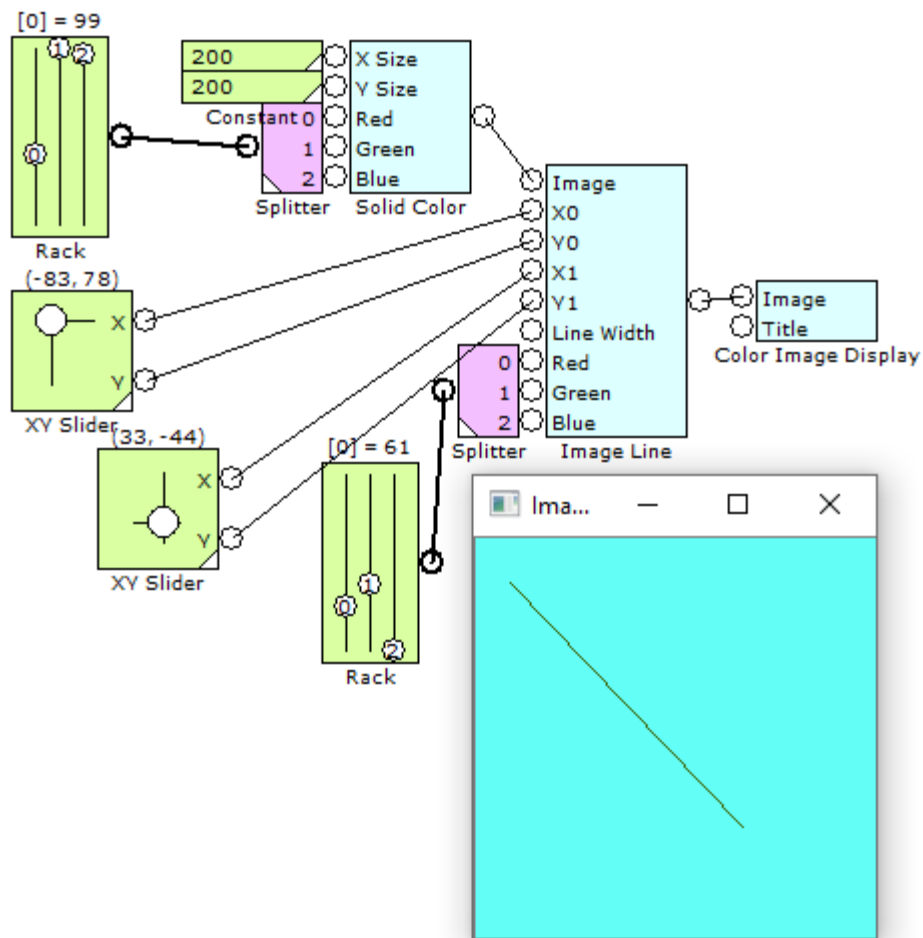 [0] = 99
0
1
2
Rack
200
200
Constant
0
1
2
Splitter
X Size
Y Size
Red
Green
Blue
Solid Color
(-83, 78)
X
Y
XY Slider
(33, -44)
X
Y
XY Slider
[0] = 61
0
1
2
Rack
0
1
2
Splitter
Image
X0
Y0
X1
Y1
Line Width
Red
Green
Blue
Image Line
Image
Title
Color Image Display
Ima...